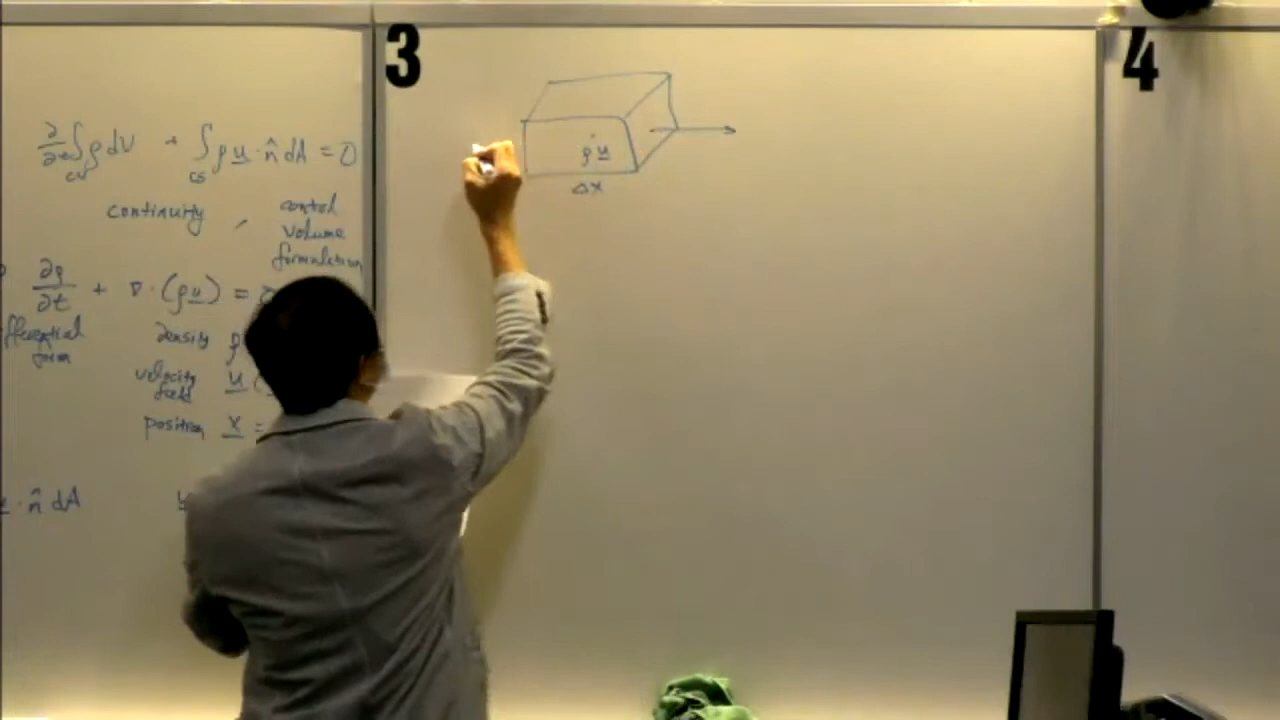 3
4
∂/∂t ∫cv ρ dV + ∫cs ρ u · n̂ dA = 0
continuity, control
volume
formulation
∂ρ/∂t + ∇ · (ρu) =
form
density ρ
velocity
field u (
position x =
· n̂ dA
ρu
Δx